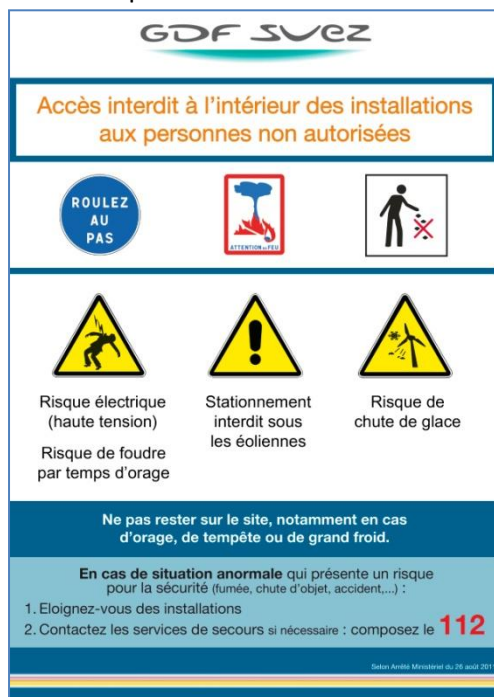 GDF SUEZ
Accès interdit à l'intérieur des installations
aux personnes non autorisées
ROULEZ
AU
PAS
ATTENTION AU FEU
Risque électrique
(haute tension)
Risque de foudre
par temps d'orage
Stationnement
interdit sous
les éoliennes
Risque de
chute de glace
Ne pas rester sur le site, notamment en cas
d'orage, de tempête ou de grand froid.
En cas de situation anormale qui présente un risque
pour la sécurité (fumée, chute d'objet, accident,...) :
1. Eloignez-vous des installations
2. Contactez les services de secours si nécessaire : composez le 112
Selon Arrêté Ministériel du 26 août 2011